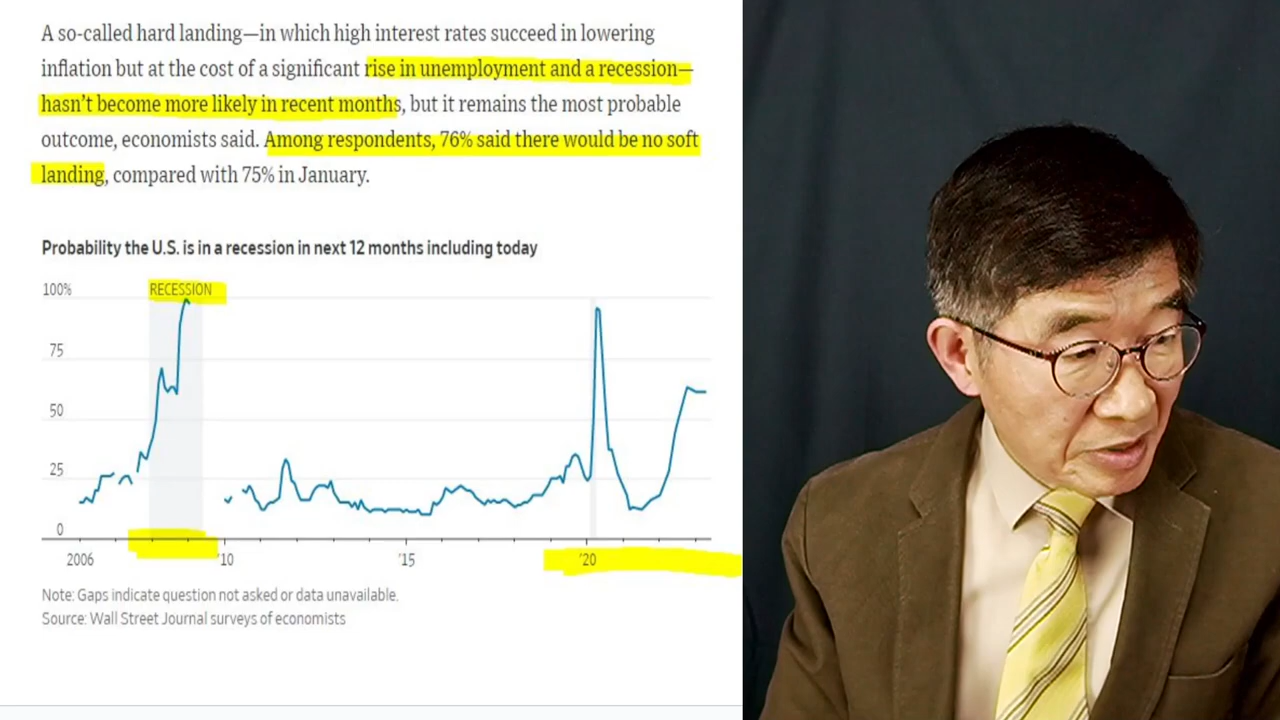 A so-called hard landing—in which high interest rates succeed in lowering
inflation but at the cost of a significant rise in unemployment and a recession—
hasn't become more likely in recent months, but it remains the most probable
outcome, economists said. Among respondents, 76% said there would be no soft
landing, compared with 75% in January.
Probability the U.S. is in a recession in next 12 months including today
100%
RECESSION
75
50
25
0
2006 '10 '15 '20
Note: Gaps indicate question not asked or data unavailable.
Source: Wall Street Journal surveys of economists